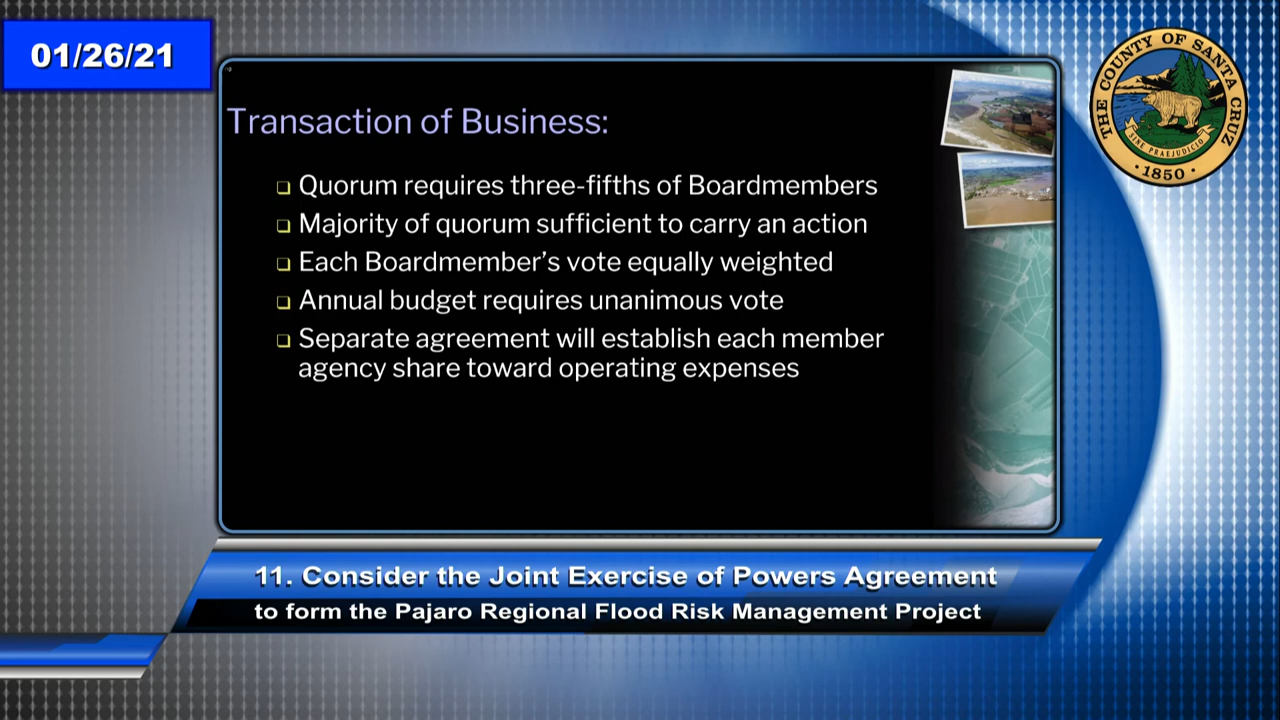 01/26/21
THE COUNTY OF SANTA CRUZ
SINE PRAEJUDICIO
• 1850 •
Transaction of Business:
❑ Quorum requires three-fifths of Boardmembers
❑ Majority of quorum sufficient to carry an action
❑ Each Boardmember’s vote equally weighted
❑ Annual budget requires unanimous vote
❑ Separate agreement will establish each member
agency share toward operating expenses
11. Consider the Joint Exercise of Powers Agreement
to form the Pajaro Regional Flood Risk Management Project